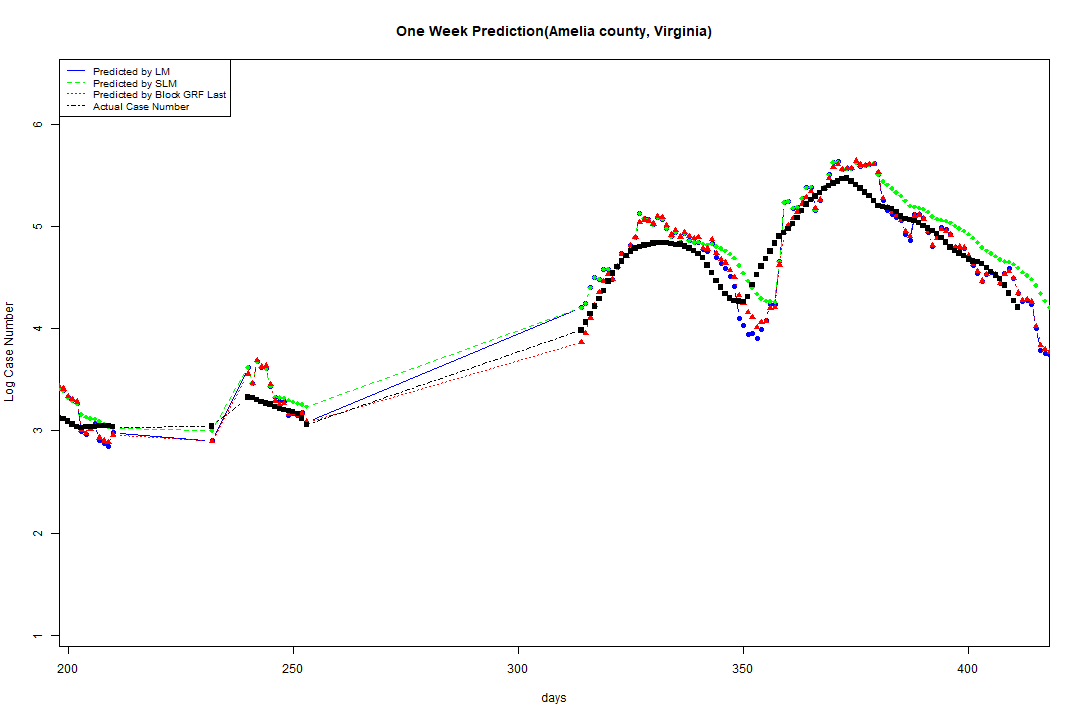 One Week Prediction(Amelia county, Virginia)
Predicted by LM
Predicted by SLM
Predicted by Block GRF Last
Actual Case Number
6
5
4
3
2
1
Log Case Number
200 250 300 350 400
days